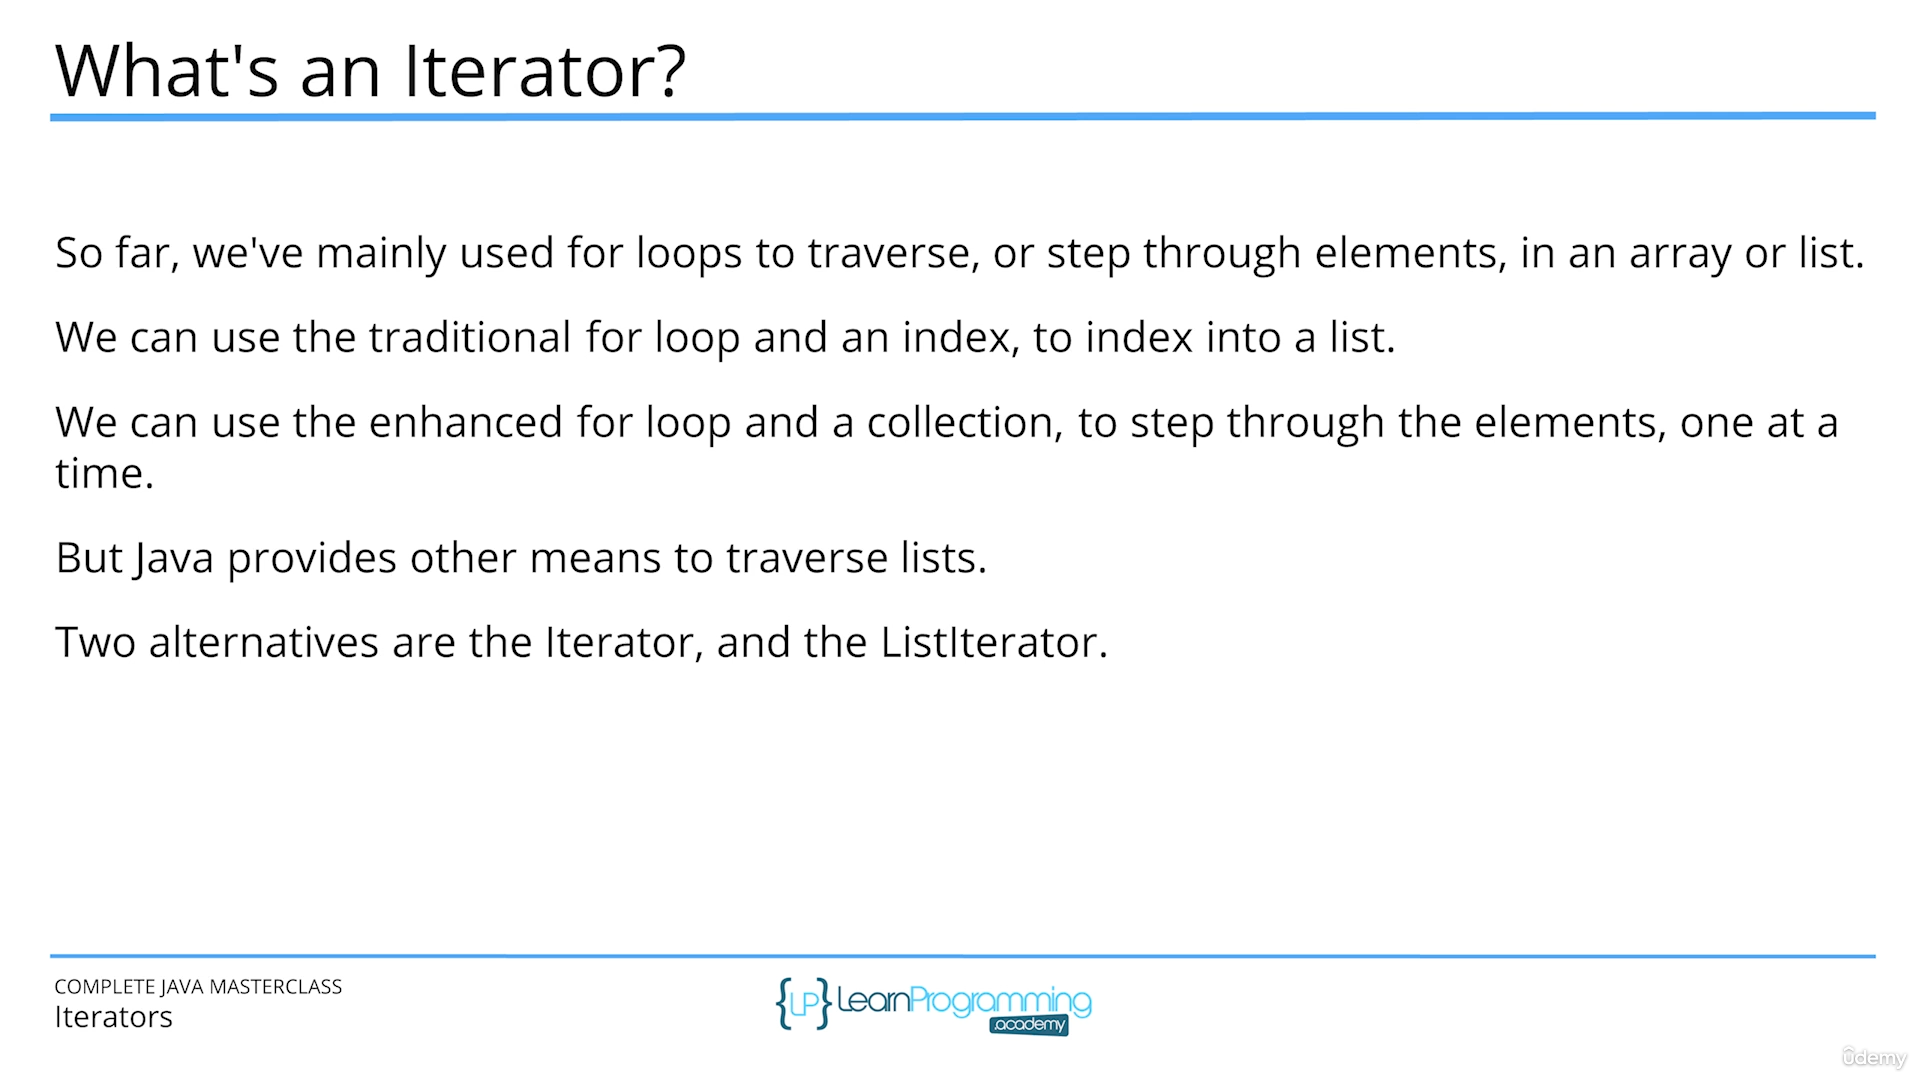 What's an Iterator?
So far, we've mainly used for loops to traverse, or step through elements, in an array or list.
We can use the traditional for loop and an index, to index into a list.
We can use the enhanced for loop and a collection, to step through the elements, one at a
time.
But Java provides other means to traverse lists.
Two alternatives are the Iterator, and the ListIterator.
COMPLETE JAVA MASTERCLASS
Iterators
{LP} LearnProgramming
.academy
ûdemy